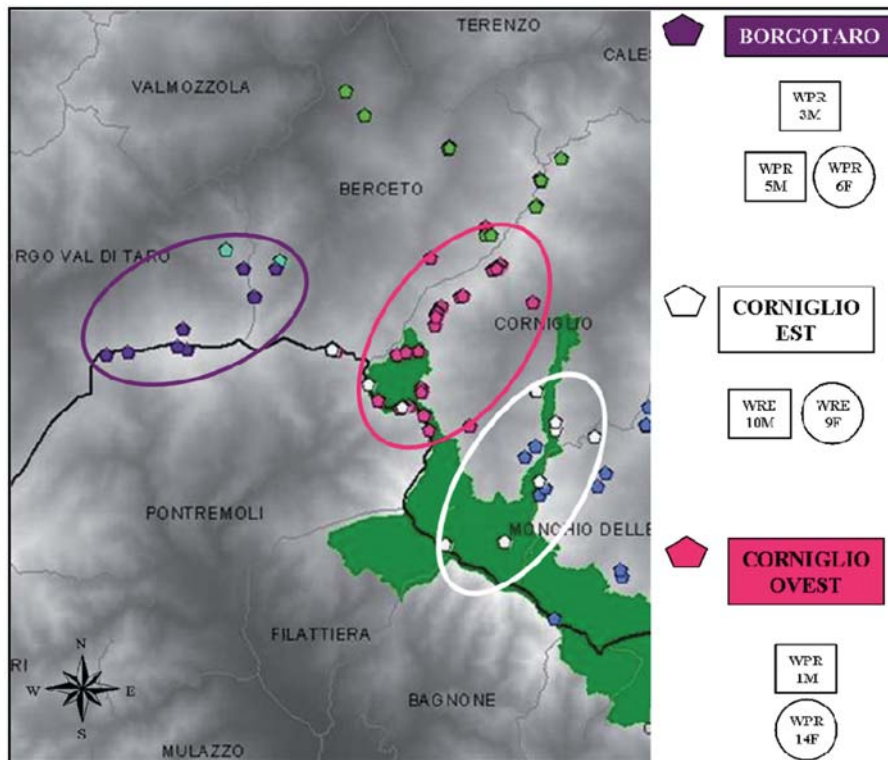 TERENZO
CALES
VALMOZZOLA
BERCETO
RGO VAL DI TARO
CORNIGLIO
PONTREMOLI
MONCHIO DELLE
FILATTIERA
RI
BAGNONE
MULAZZO
N
W E
S
BORGOTARO
WPR
3M
WPR
5M
WPR
6F
CORNIGLIO
EST
WRE
10M
WRE
9F
CORNIGLIO
OVEST
WPR
1M
WPR
14F